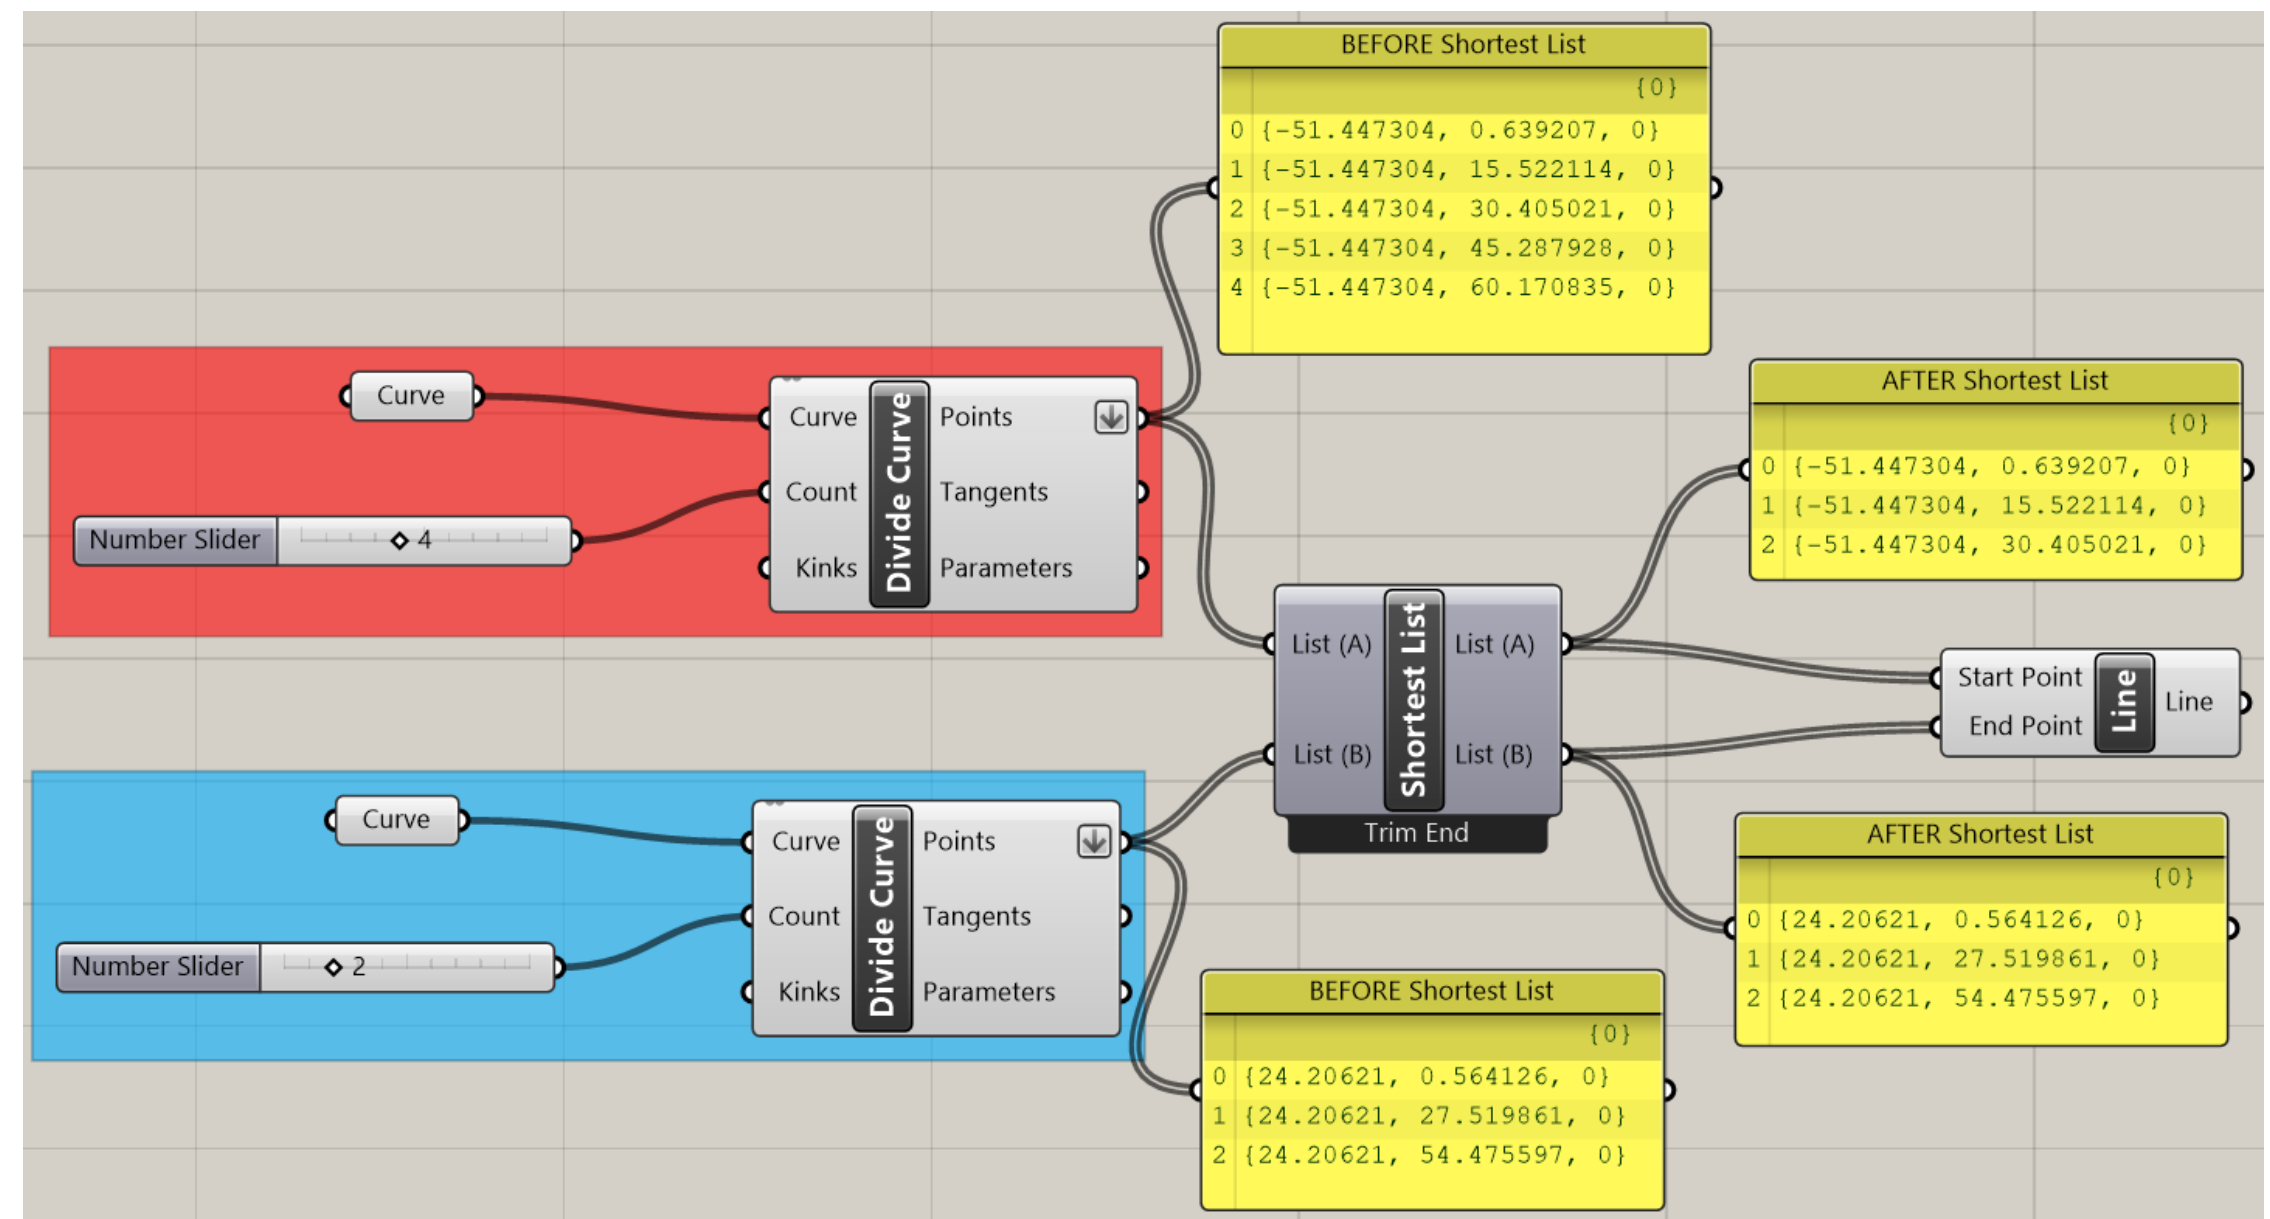 BEFORE Shortest List
{0}
0 {-51.447304, 0.639207, 0}
1 {-51.447304, 15.522114, 0}
2 {-51.447304, 30.405021, 0}
3 {-51.447304, 45.287928, 0}
4 {-51.447304, 60.170835, 0}
Curve
Number Slider 4
Curve
Count
Kinks
Divide Curve
Points
Tangents
Parameters
AFTER Shortest List
{0}
0 {-51.447304, 0.639207, 0}
1 {-51.447304, 15.522114, 0}
2 {-51.447304, 30.405021, 0}
List (A)
List (B)
Shortest List
List (A)
List (B)
Trim End
Start Point
End Point
Line
Line
Curve
Number Slider 2
Curve
Count
Kinks
Divide Curve
Points
Tangents
Parameters
AFTER Shortest List
{0}
0 {24.20621, 0.564126, 0}
1 {24.20621, 27.519861, 0}
2 {24.20621, 54.475597, 0}
BEFORE Shortest List
{0}
0 {24.20621, 0.564126, 0}
1 {24.20621, 27.519861, 0}
2 {24.20621, 54.475597, 0}